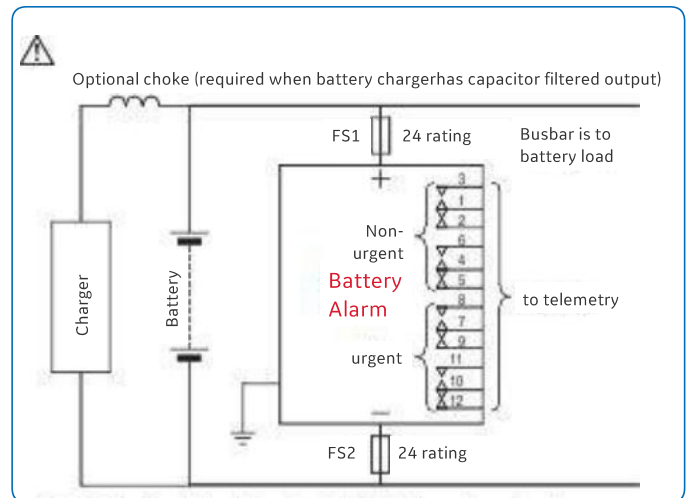 Optional choke (required when battery chargerhas capacitor filtered output)
FS1 24 rating
Busbar is to
battery load
+
3
1
2
6
4
5
Non-
urgent
Battery
Alarm
8
7
9
11
10
12
urgent
to telemetry
Charger
Battery
–
FS2 24 rating